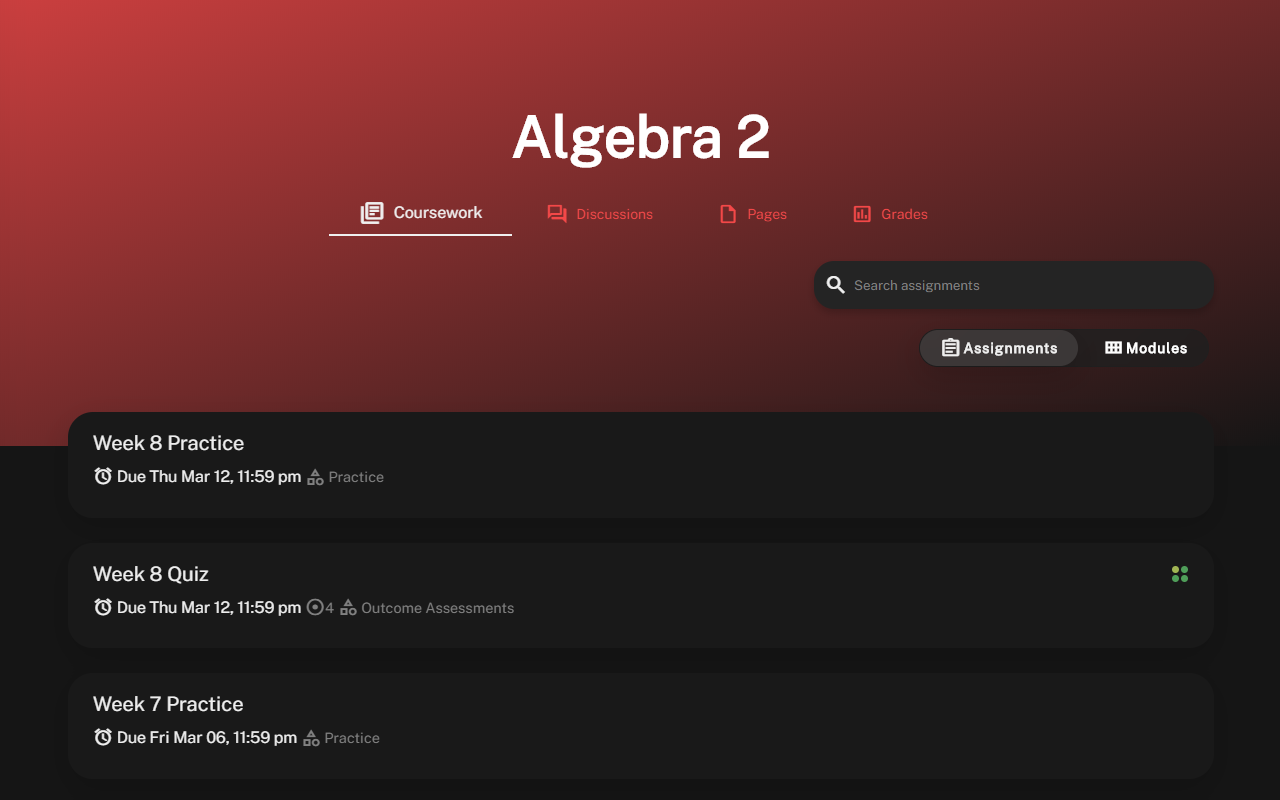 Algebra 2
Coursework Discussions Pages Grades
Search assignments
Assignments Modules
Week 8 Practice
Due Thu Mar 12, 11:59 pm Practice
Week 8 Quiz
Due Thu Mar 12, 11:59 pm 4 Outcome Assessments
Week 7 Practice
Due Fri Mar 06, 11:59 pm Practice